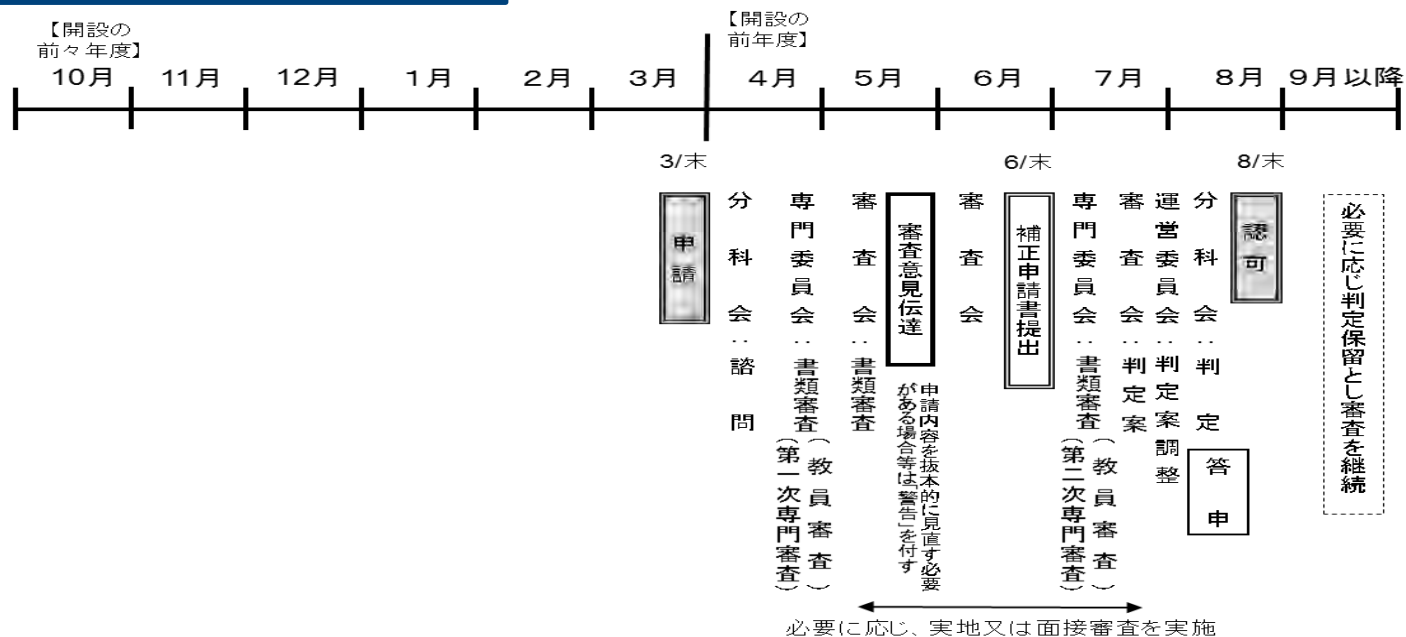 【開設の
前々年度】
【開設の
前年度】
10月
11月
12月
1月
2月
3月
4月
5月
6月
7月
8月
9月以降
3/末
6/末
8/末
申請
分科会:諮問
専門委員会:書類審査
(教員審査)
(第一次専門審査)
審査会:書類審査
審査意見伝達
申請内容を抜本的に見直す必要
がある場合等は「警告」を付す
審査会
補正申請書提出
専門委員会:書類審査
(教員審査)
(第二次専門審査)
審査会:判定案
運営委員会:判定案調整
分科会:判定
答申
認可
必要に応じ判定保留とし審査を継続
必要に応じ、実地又は面接審査を実施